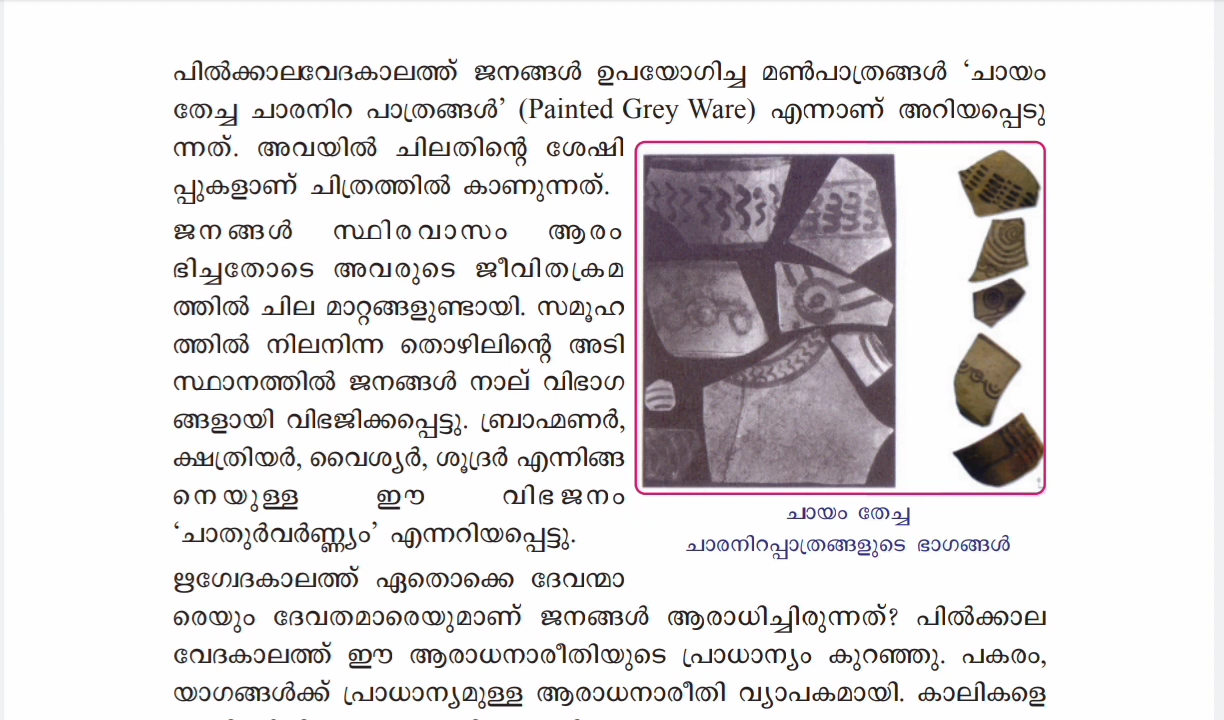 പിൽക്കാലവേദകാലത്ത് ജനങ്ങൾ ഉപയോഗിച്ച മൺപാത്രങ്ങൾ ‘ചായം
തേച്ച ചാരനിറ പാത്രങ്ങൾ’ (Painted Grey Ware) എന്നാണ് അറിയപ്പെടു
ന്നത്. അവയിൽ ചിലതിന്റെ ശേഷി
പ്പുകളാണ് ചിത്രത്തിൽ കാണുന്നത്.
ജനങ്ങൾ സ്ഥിരവാസം ആരം
ഭിച്ചതോടെ അവരുടെ ജീവിതക്രമ
ത്തിൽ ചില മാറ്റങ്ങളുണ്ടായി. സമൂഹ
ത്തിൽ നിലനിന്ന തൊഴിലിന്റെ അടി
സ്ഥാനത്തിൽ ജനങ്ങൾ നാല് വിഭാഗ
ങ്ങളായി വിഭജിക്കപ്പെട്ടു. ബ്രാഹ്മണർ,
ക്ഷത്രിയർ, വൈശ്യർ, ശൂദ്രർ എന്നിങ്ങ
നെയുള്ള ഈ വിഭജനം
‘ചാതുർവർണ്ണ്യം’ എന്നറിയപ്പെട്ടു.
ചായം തേച്ച
ചാരനിറപ്പാത്രങ്ങളുടെ ഭാഗങ്ങൾ
ഋഗ്വേദകാലത്ത് ഏതൊക്കെ ദേവന്മാ
രെയും ദേവതമാരെയുമാണ് ജനങ്ങൾ ആരാധിച്ചിരുന്നത്? പിൽക്കാല
വേദകാലത്ത് ഈ ആരാധനാരീതിയുടെ പ്രാധാന്യം കുറഞ്ഞു. പകരം,
യാഗങ്ങൾക്ക് പ്രാധാന്യമുള്ള ആരാധനാരീതി വ്യാപകമായി. കാലികളെ